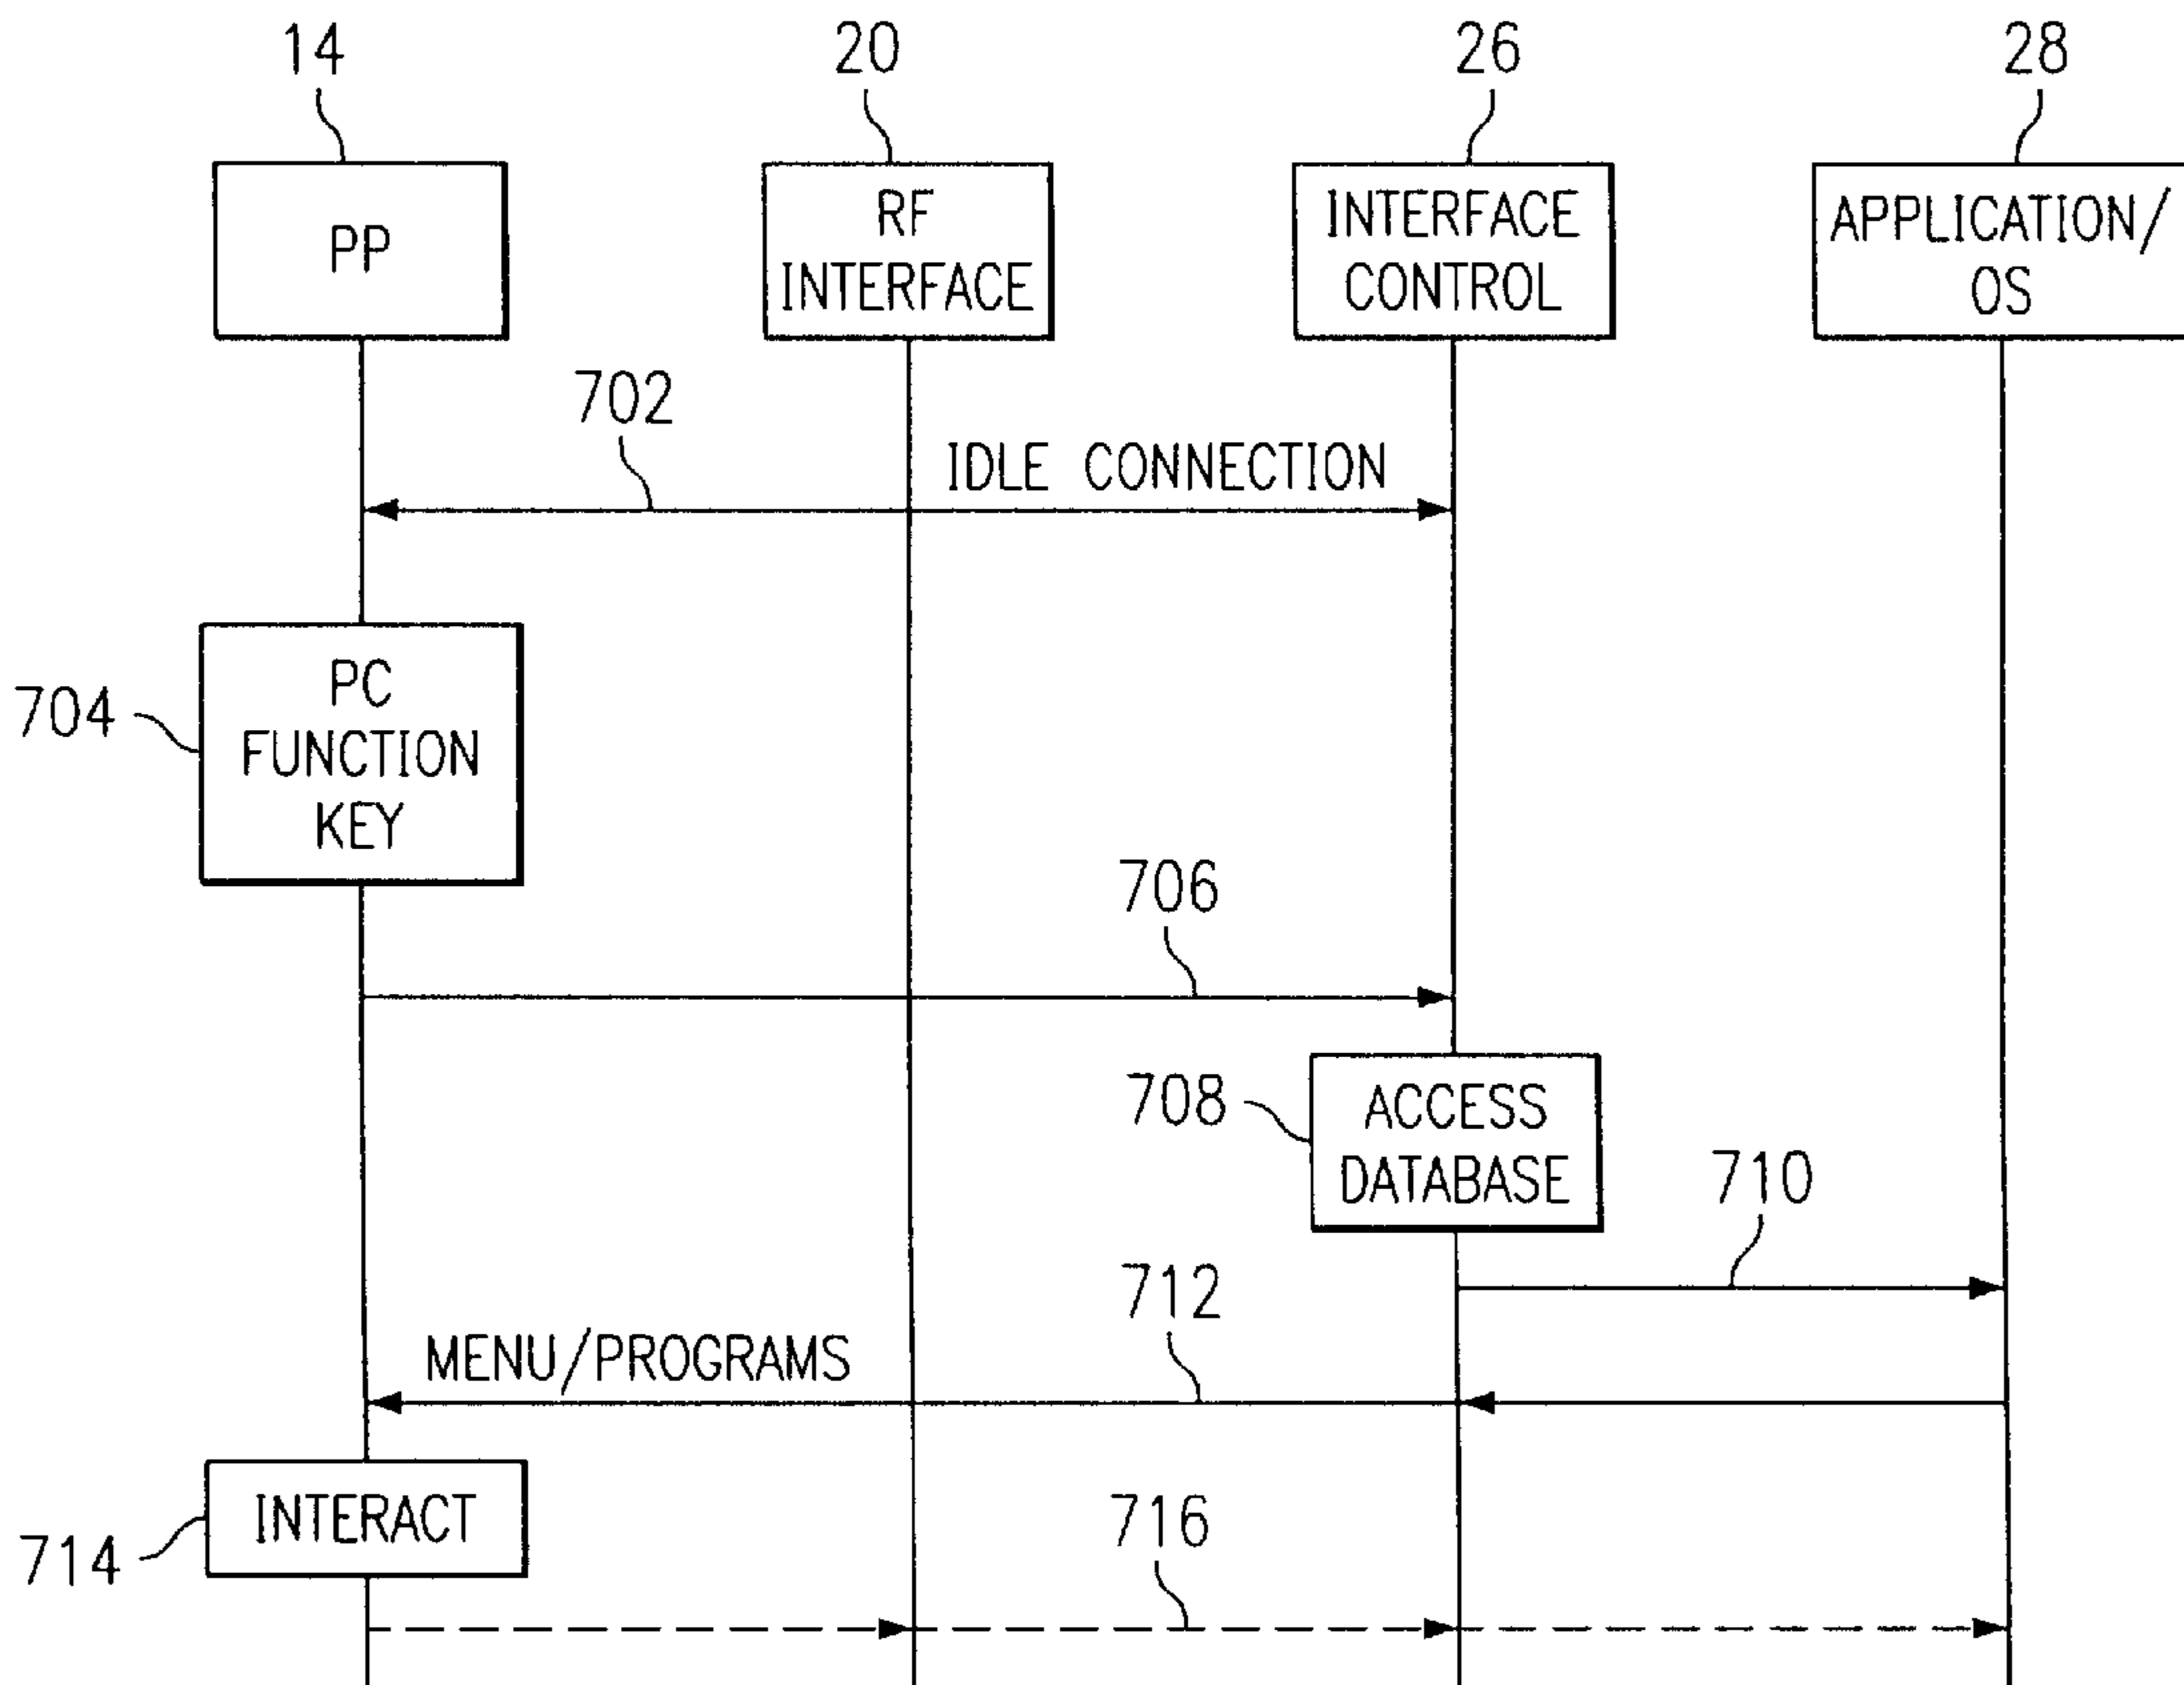 14
20
26
28
PP
RF
INTERFACE
INTERFACE
CONTROL
APPLICATION/
OS
702
IDLE CONNECTION
704
PC
FUNCTION
KEY
706
708
ACCESS
DATABASE
710
712
MENU/PROGRAMS
714
INTERACT
716